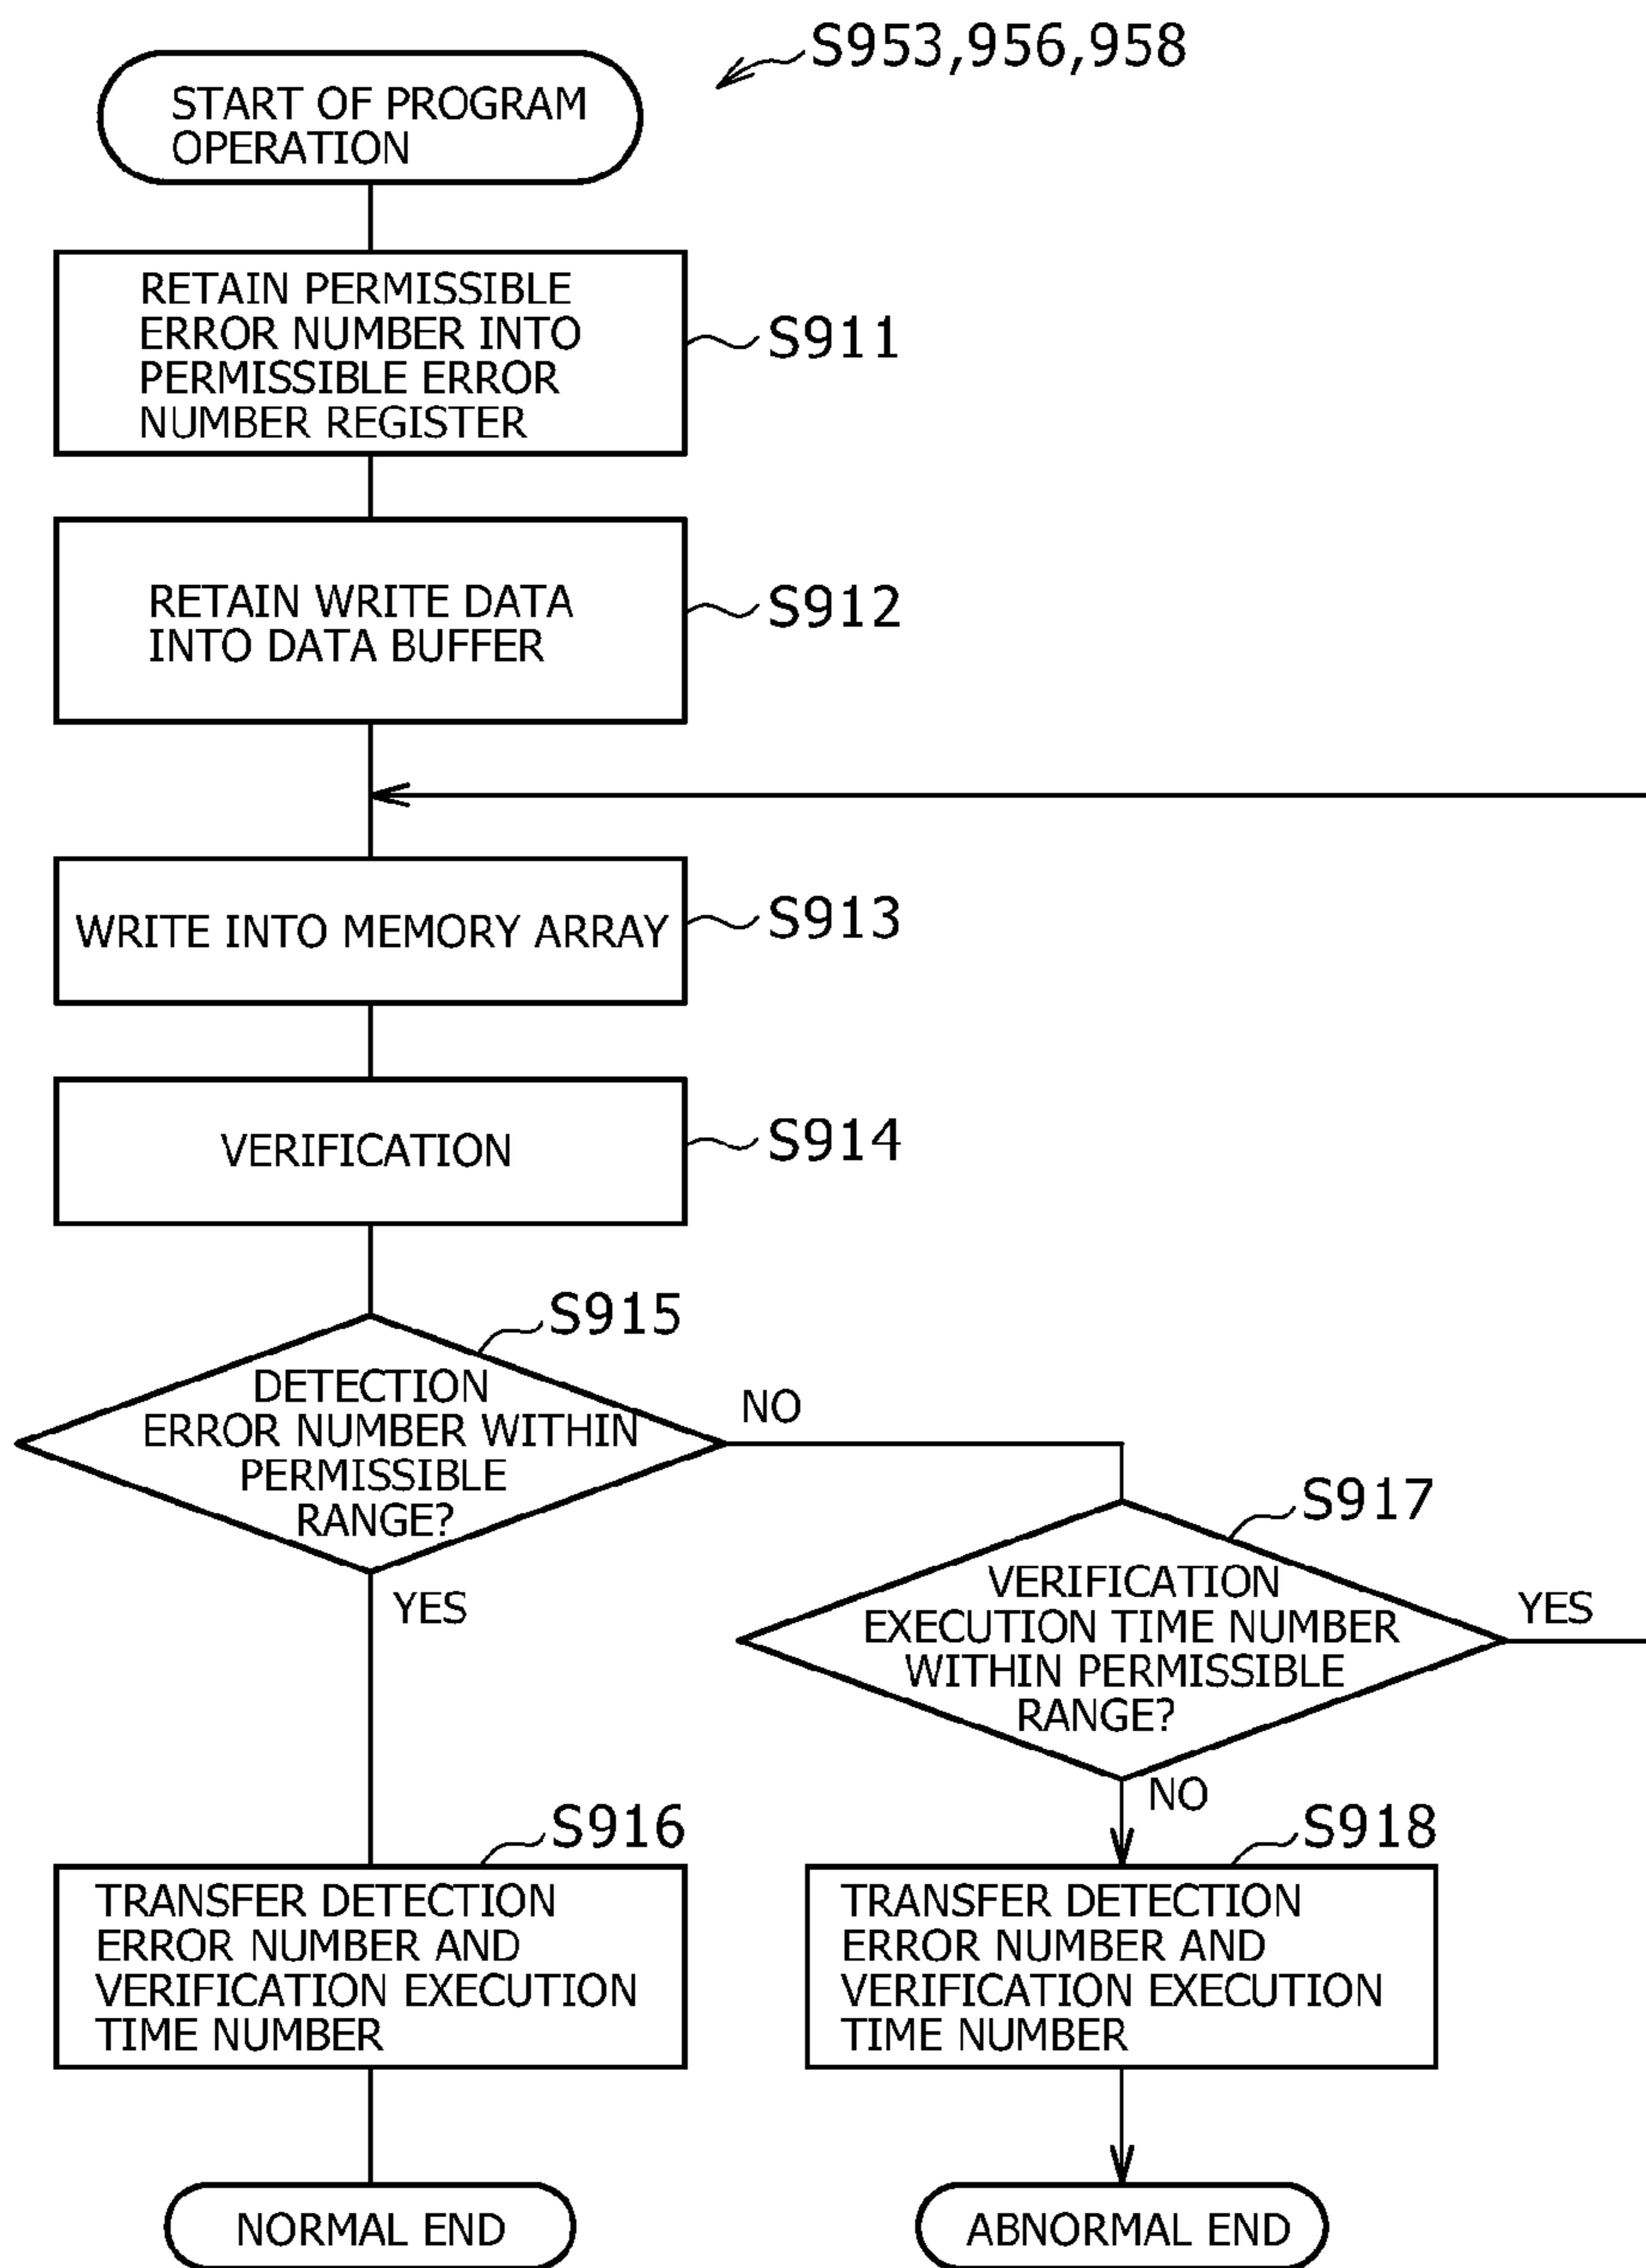 S953,956,958
START OF PROGRAM
OPERATION
RETAIN PERMISSIBLE
ERROR NUMBER INTO
PERMISSIBLE ERROR
NUMBER REGISTER
S911
RETAIN WRITE DATA
INTO DATA BUFFER
S912
WRITE INTO MEMORY ARRAY
S913
VERIFICATION
S914
S915
DETECTION
ERROR NUMBER WITHIN
PERMISSIBLE
RANGE?
NO
YES
S917
VERIFICATION
EXECUTION TIME NUMBER
WITHIN PERMISSIBLE
RANGE?
YES
NO
S916
TRANSFER DETECTION
ERROR NUMBER AND
VERIFICATION EXECUTION
TIME NUMBER
S918
TRANSFER DETECTION
ERROR NUMBER AND
VERIFICATION EXECUTION
TIME NUMBER
NORMAL END
ABNORMAL END